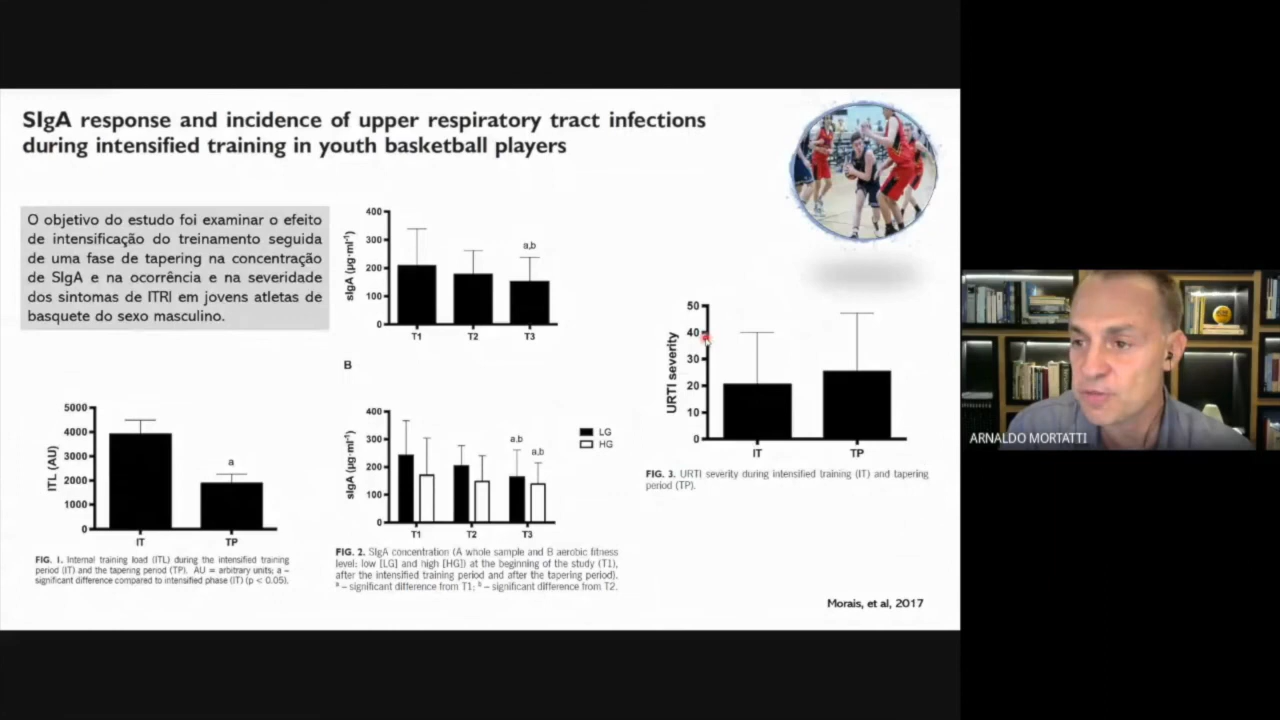 SIgA response and incidence of upper respiratory tract infections
during intensified training in youth basketball players
O objetivo do estudo foi examinar o efeito
de intensificação do treinamento seguida
de uma fase de tapering na concentração
de SIgA e na ocorrência e na severidade
dos sintomas de ITRI em jovens atletas de
basquete do sexo masculino.
sIgA (µg·ml⁻¹)
400
300
200
100
0
a,b
T1 T2 T3
B
ITL (AU)
5000
4000
3000
2000
1000
0
a
IT TP
FIG. 1. Internal training load (ITL) during the intensified training
period (IT) and the tapering period (TP). AU = arbitrary units; a –
significant difference compared to intensified phase (IT) (p < 0.05).
sIgA (µg·ml⁻¹)
400
300
200
100
0
a,b
a,b
T1 T2 T3
LG
HG
FIG. 2. SIgA concentration (A whole sample and B aerobic fitness
level: low [LG] and high [HG]) at the beginning of the study (T1),
after the intensified training period and after the tapering period).
ᵃ – significant difference from T1; ᵇ – significant difference from T2.
URTI severity
50
40
30
20
10
0
IT TP
FIG. 3. URTI severity during intensified training (IT) and tapering
period (TP).
Morais, et al, 2017
ARNALDO MORTATTI